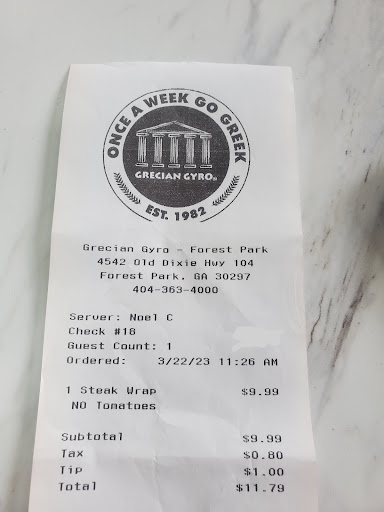 ONCE A WEEK GO GREEK
GRECIAN GYRO
EST. 1982
Grecian Gyro - Forest Park
4542 Old Dixie Hwy 104
Forest Park, GA 30297
404-363-4000
Server: Noel C
Check #18
Guest Count: 1
Ordered: 3/22/23 11:26 AM
1 Steak Wrap $9.99
NO Tomatoes
Subtotal $9.99
Tax $0.80
Tip $1.00
Total $11.79